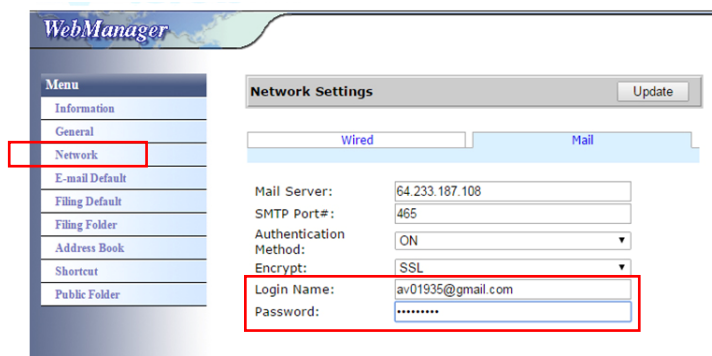 WebManager
Menu
Information
General
Network
E-mail Default
Filing Default
Filing Folder
Address Book
Shortcut
Public Folder
Network Settings
Update
Wired
Mail
Mail Server: 64.233.187.108
SMTP Port#: 465
Authentication
Method: ON
Encrypt: SSL
Login Name: av01935@gmail.com
Password: •••••••••